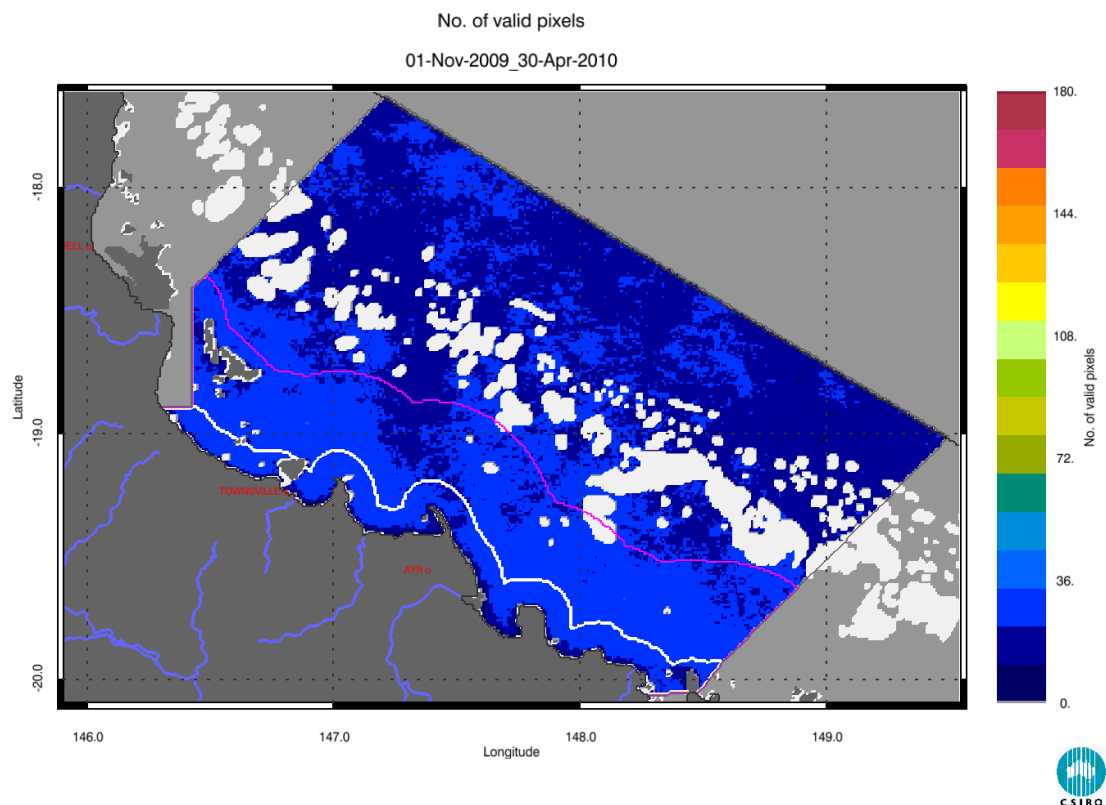 No. of valid pixels
01-Nov-2009_30-Apr-2010
180.
-18.0
144.
108.
Latitude
No. of valid pixels
-19.0
72.
TOWNSVILLE
AYR
36.
-20.0
0.
146.0
147.0
148.0
149.0
Longitude
CSIRO